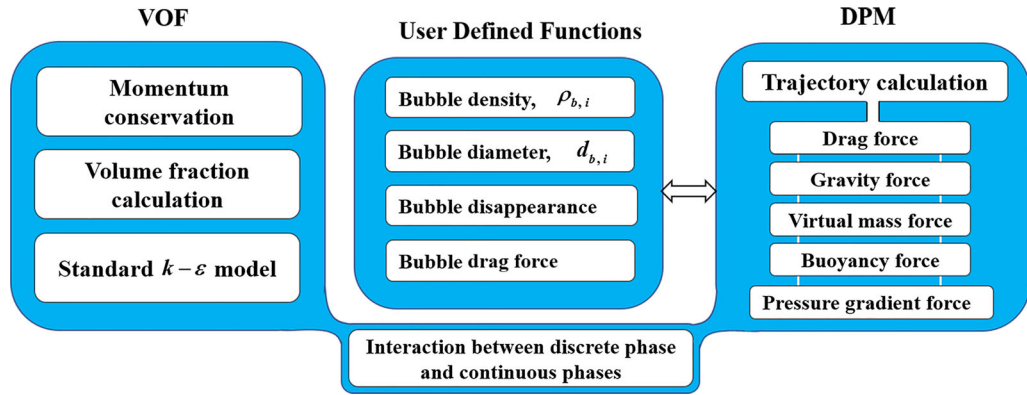 VOF
Momentum
conservation
Volume fraction
calculation
Standard k − ε model
User Defined Functions
Bubble density, ρb,i
Bubble diameter, db,i
Bubble disappearance
Bubble drag force
DPM
Trajectory calculation
Drag force
Gravity force
Virtual mass force
Buoyancy force
Pressure gradient force
Interaction between discrete phase
and continuous phases